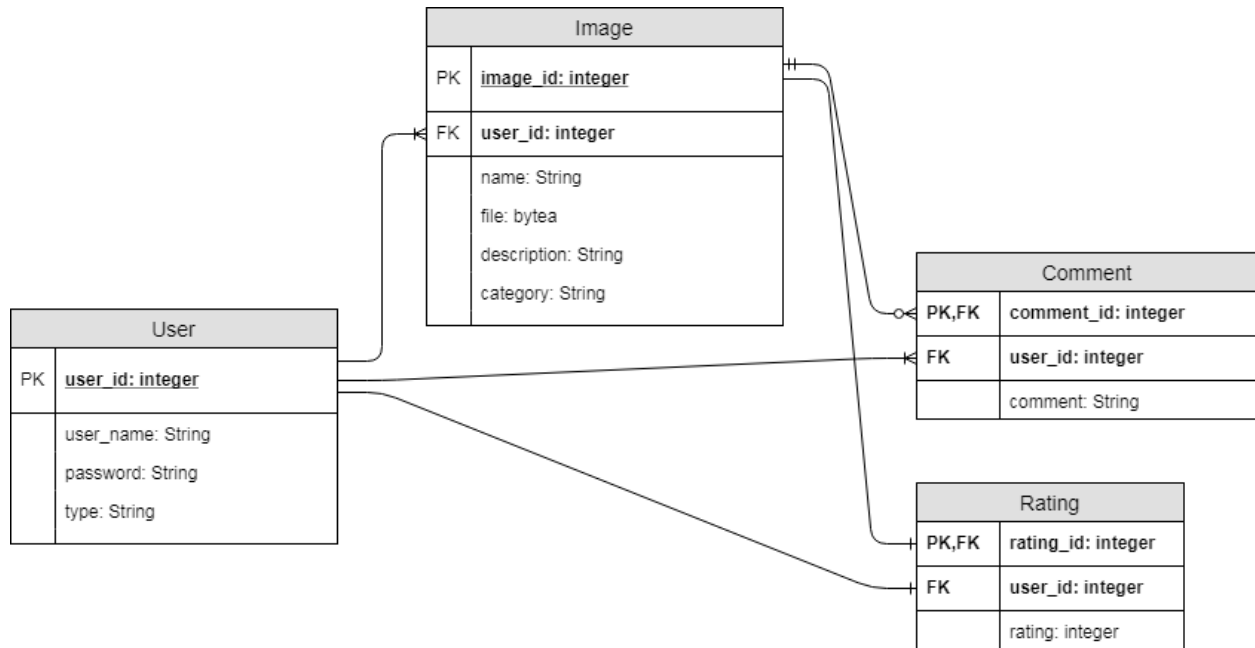 Image
PK image_id: integer
FK user_id: integer
name: String
file: bytea
description: String
category: String
User
PK user_id: integer
user_name: String
password: String
type: String
Comment
PK,FK comment_id: integer
FK user_id: integer
comment: String
Rating
PK,FK rating_id: integer
FK user_id: integer
rating: integer